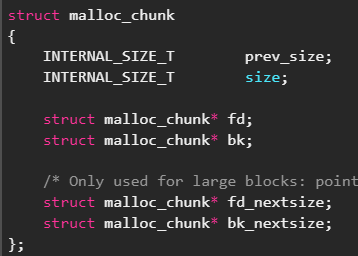 struct malloc_chunk
{
INTERNAL_SIZE_T prev_size;
INTERNAL_SIZE_T size;
struct malloc_chunk* fd;
struct malloc_chunk* bk;
/* Only used for large blocks: point
struct malloc_chunk* fd_nextsize;
struct malloc_chunk* bk_nextsize;
};